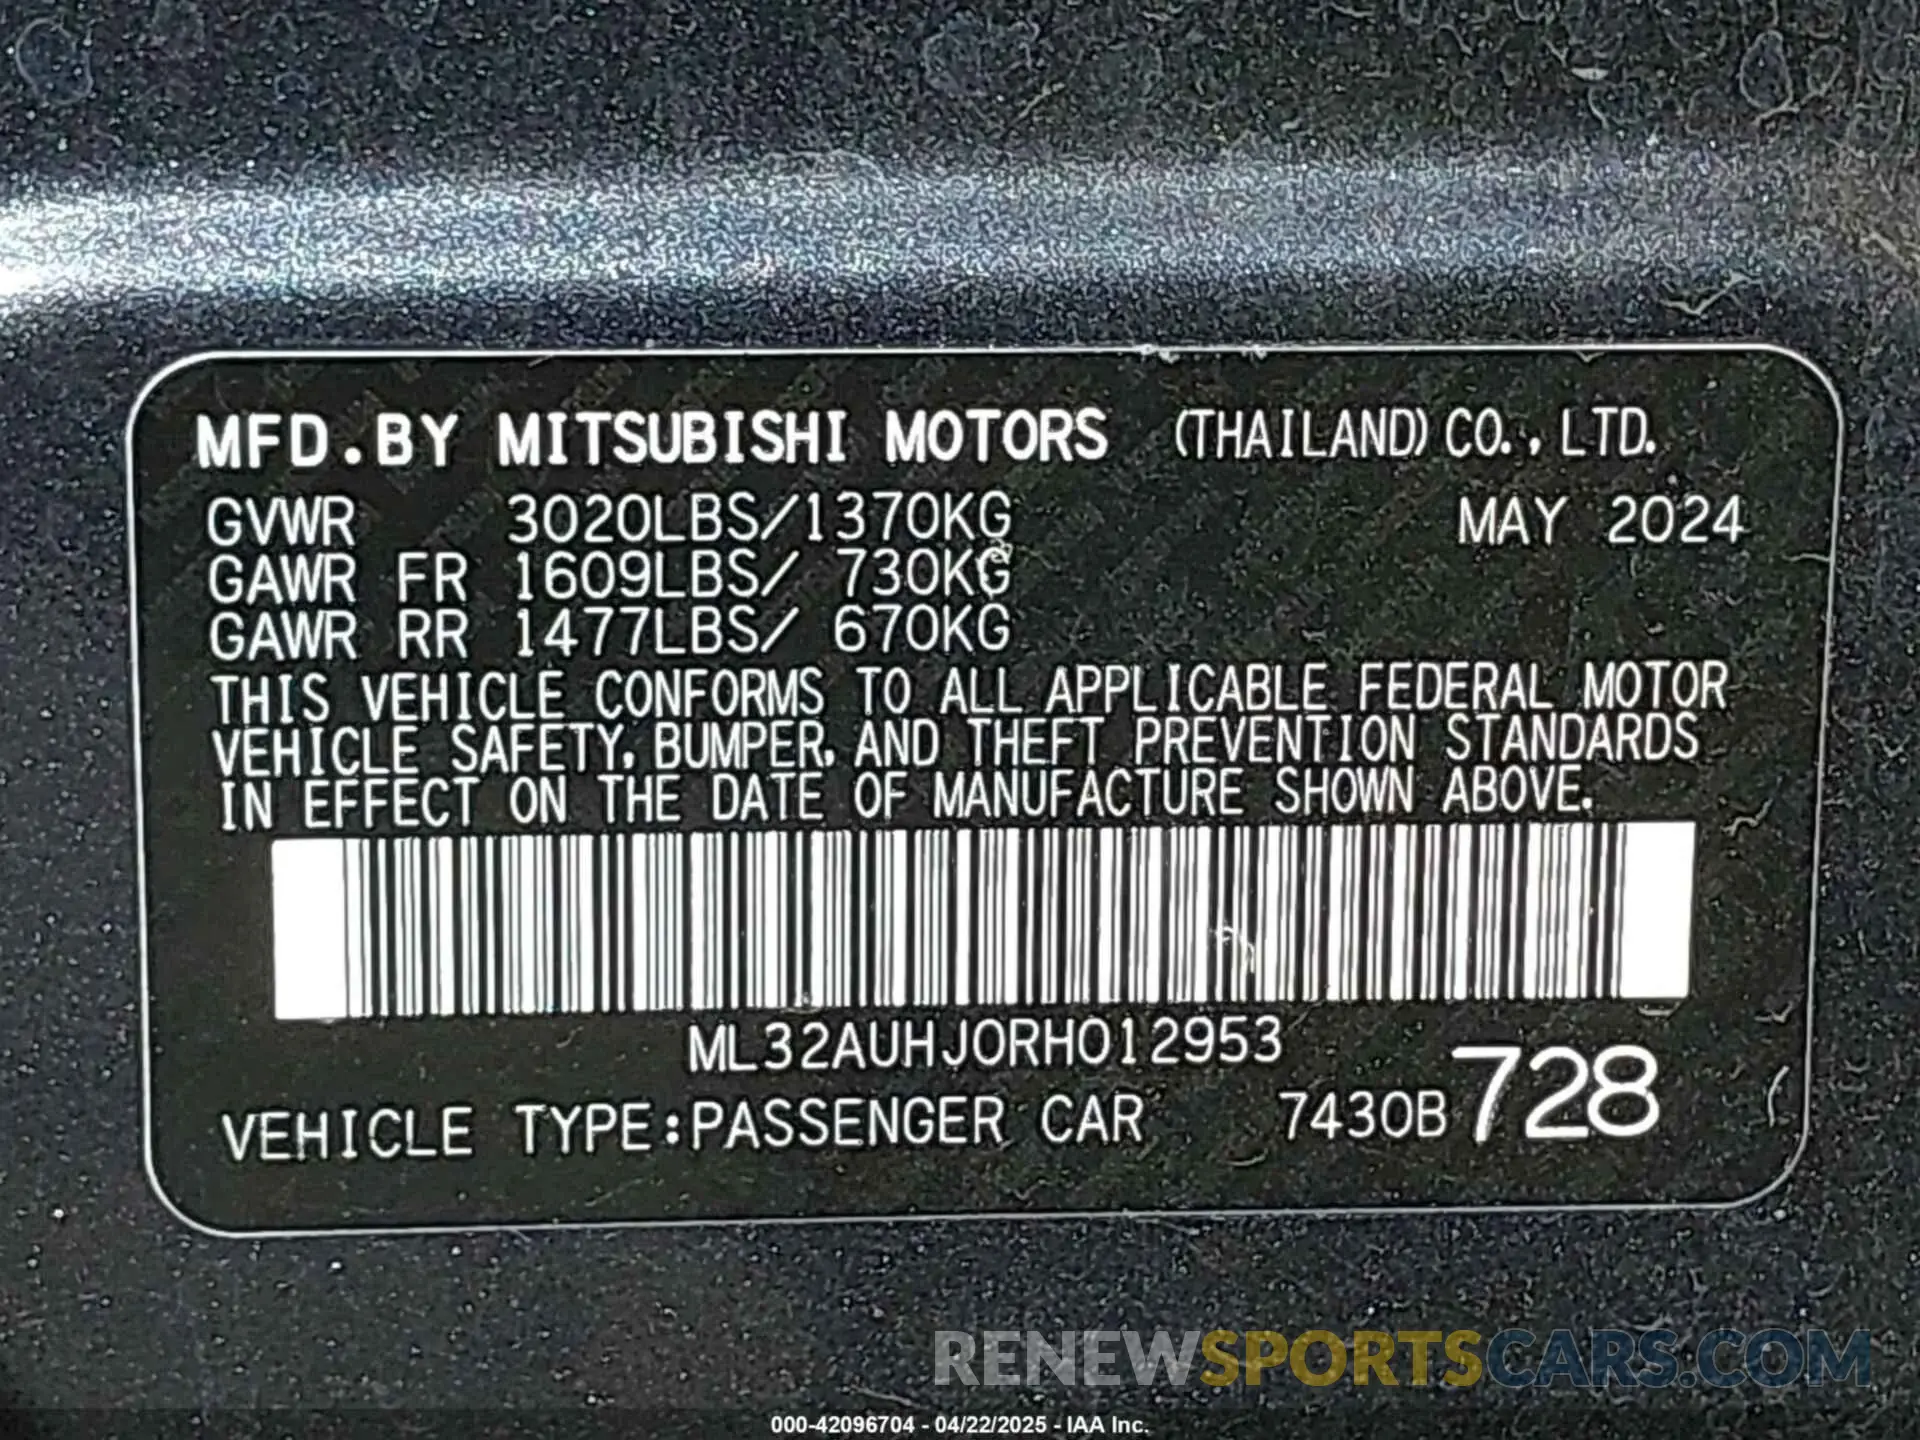 MFD.BY MITSUBISHI MOTORS (THAILAND) CO., LTD.
GVWR 3020LBS/1370KG MAY 2024
GAWR FR 1609LBS/ 730KG
GAWR RR 1477LBS/ 670KG
THIS VEHICLE CONFORMS TO ALL APPLICABLE FEDERAL MOTOR
VEHICLE SAFETY, BUMPER, AND THEFT PREVENTION STANDARDS
IN EFFECT ON THE DATE OF MANUFACTURE SHOWN ABOVE.
ML32AUHJ0RH012953
VEHICLE TYPE:PASSENGER CAR 7430B 728
RENEWSPORTSCARS.COM
000-42096704 - 04/22/2025 - IAA Inc.